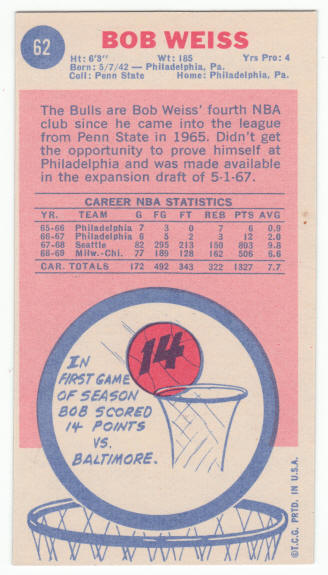 62
BOB WEISS
Ht: 6'3" Wt: 185 Yrs Pro: 4
Born: 5/7/42 — Philadelphia, Pa.
Coll: Penn State Home: Philadelphia, Pa.
The Bulls are Bob Weiss' fourth NBA
club since he came into the league
from Penn State in 1965. Didn't get
the opportunity to prove himself at
Philadelphia and was made available
in the expansion draft of 5-1-67.
CAREER NBA STATISTICS
YR. TEAM G FG FT REB PTS AVG
65-66 Philadelphia 7 3 0 7 6 0.9
66-67 Philadelphia 6 5 2 3 12 2.0
67-68 Seattle 82 295 213 150 803 9.8
68-69 Milw.-Chi. 77 189 128 162 506 6.6
CAR. TOTALS 172 492 343 322 1327 7.7
14
IN
FIRST GAME
OF SEASON
BOB SCORED
14 POINTS
VS.
BALTIMORE.
©T.C.G. PRTD. IN U.S.A.